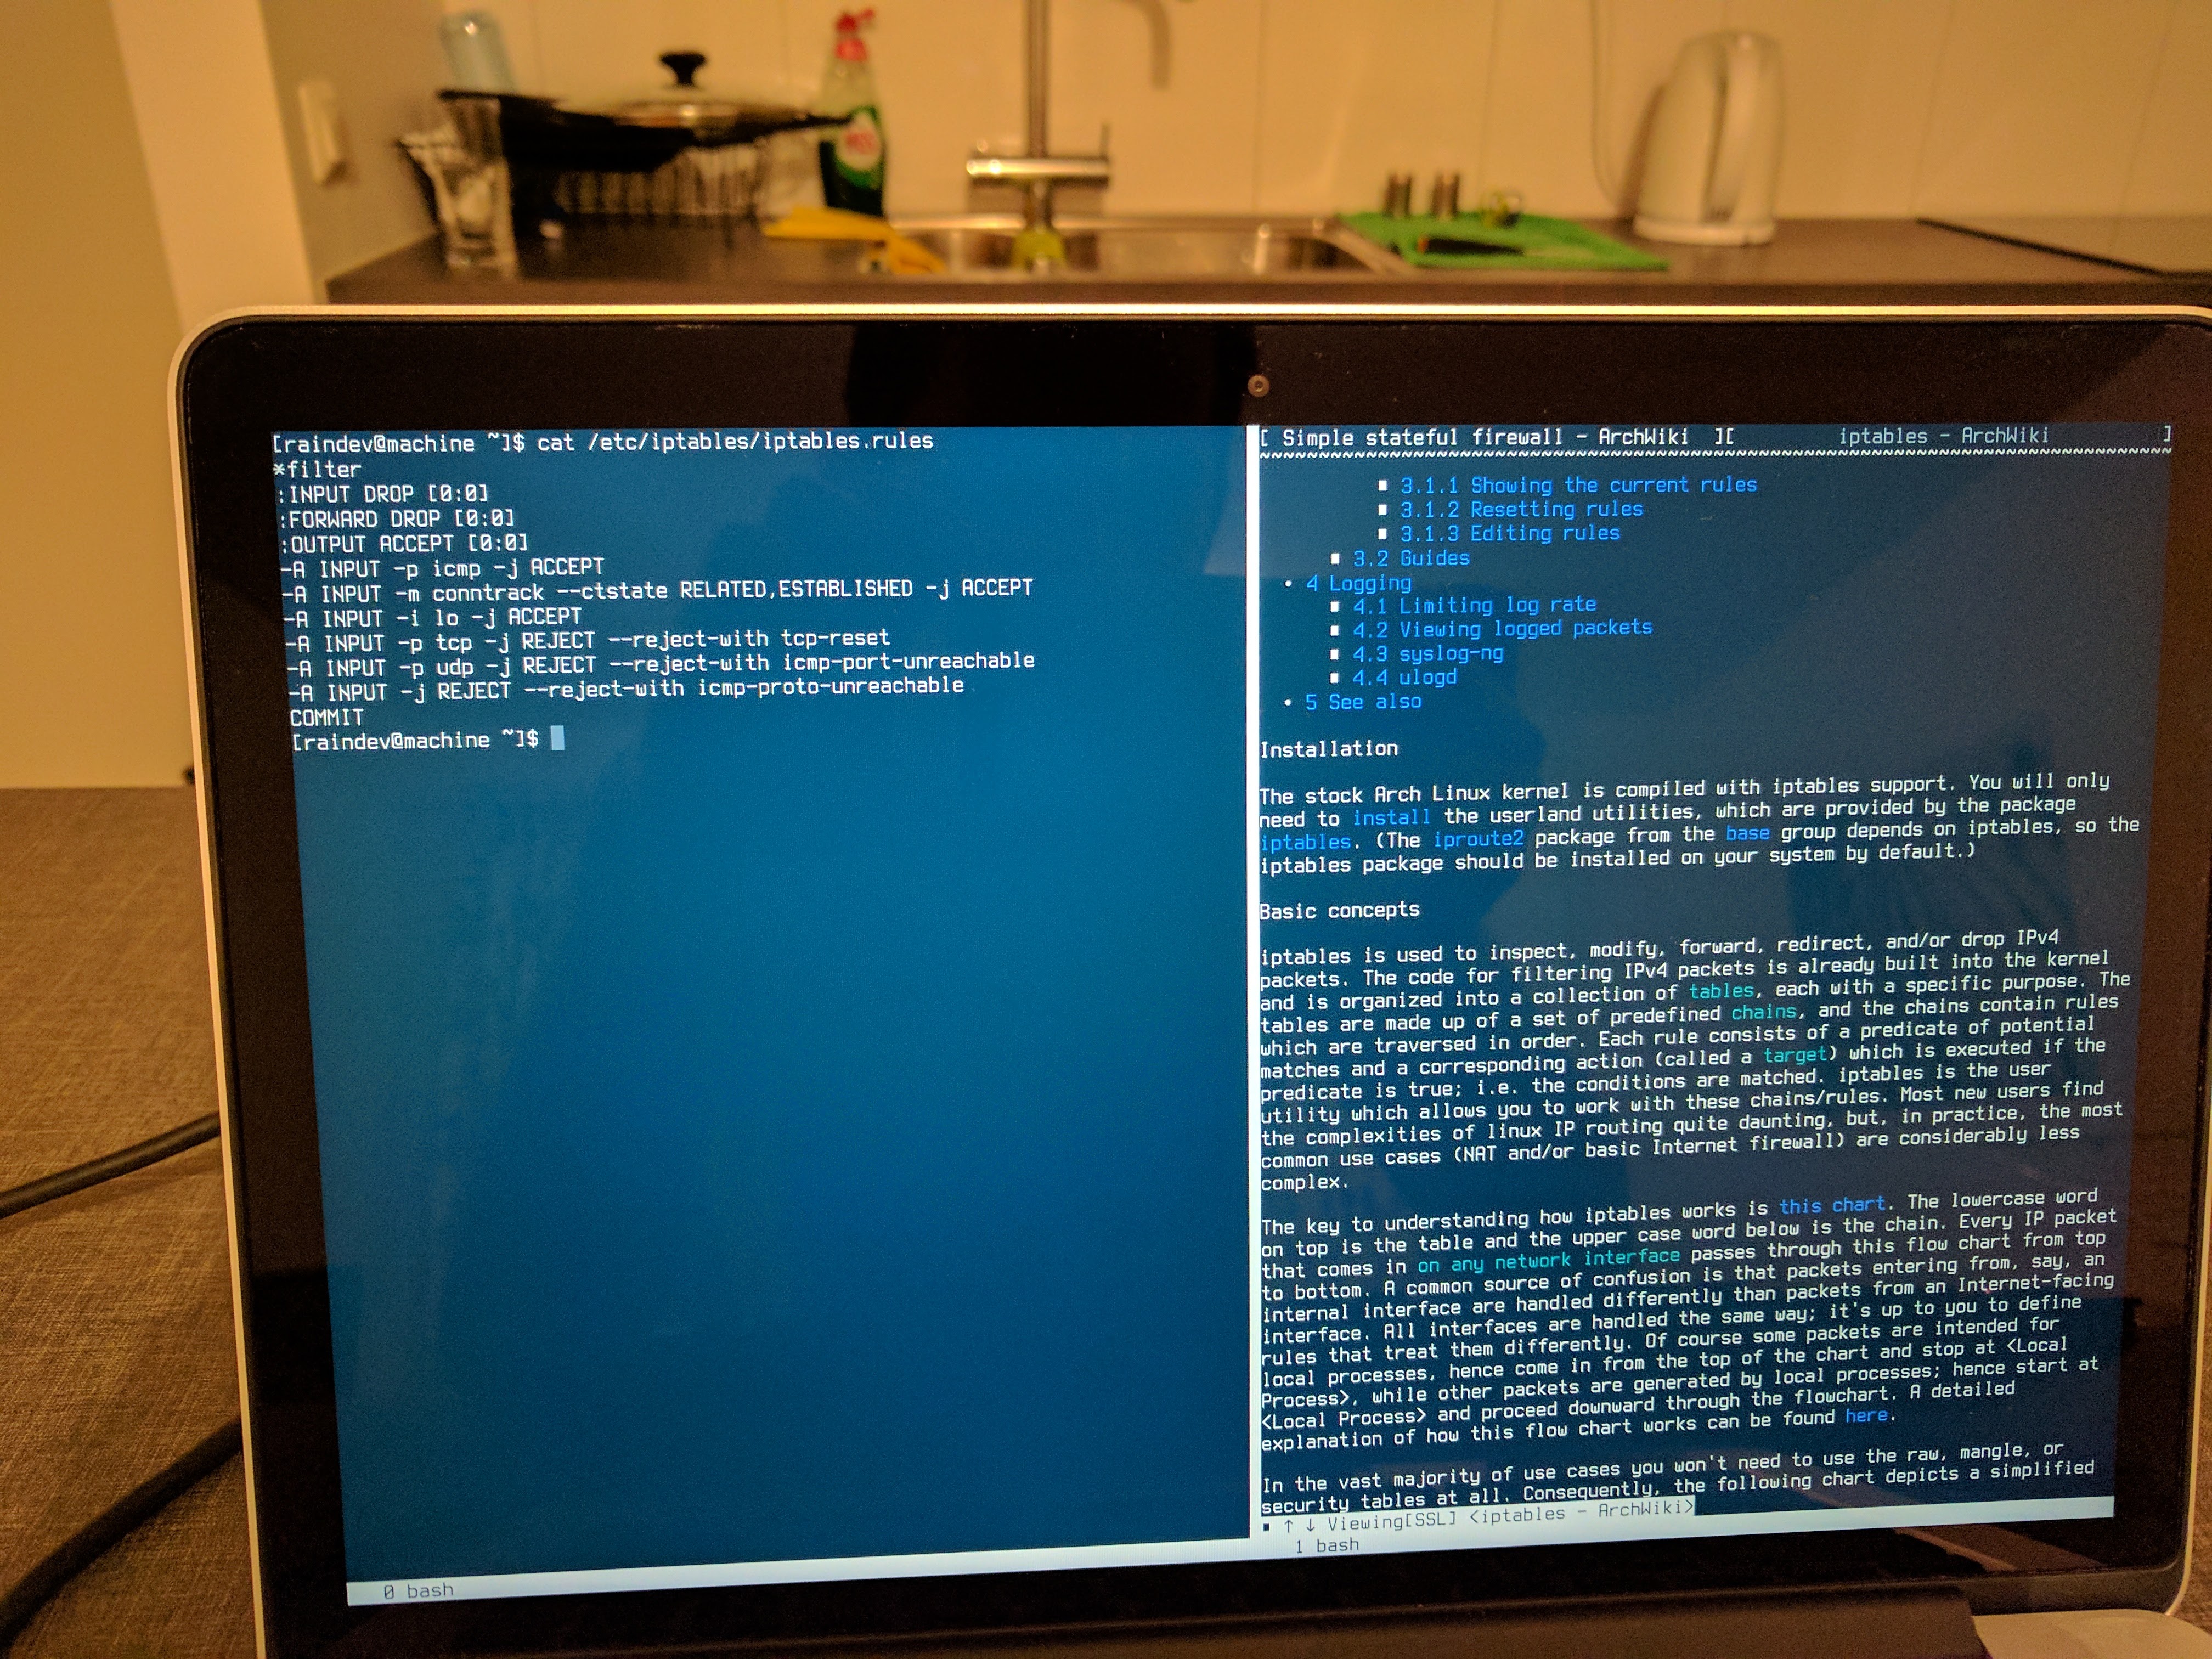 [raindev@machine ~]$ cat /etc/iptables/iptables.rules
*filter
:INPUT DROP [0:0]
:FORWARD DROP [0:0]
:OUTPUT ACCEPT [0:0]
-A INPUT -p icmp -j ACCEPT
-A INPUT -m conntrack --ctstate RELATED,ESTABLISHED -j ACCEPT
-A INPUT -i lo -j ACCEPT
-A INPUT -p tcp -j REJECT --reject-with tcp-reset
-A INPUT -p udp -j REJECT --reject-with icmp-port-unreachable
-A INPUT -j REJECT --reject-with icmp-proto-unreachable
COMMIT
[raindev@machine ~]$
0 bash
[ Simple stateful firewall - ArchWiki ][ iptables - ArchWiki ]
▪ 3.1.1 Showing the current rules
▪ 3.1.2 Resetting rules
▪ 3.1.3 Editing rules
▪ 3.2 Guides
• 4 Logging
▪ 4.1 Limiting log rate
▪ 4.2 Viewing logged packets
▪ 4.3 syslog-ng
▪ 4.4 ulogd
• 5 See also
Installation
The stock Arch Linux kernel is compiled with iptables support. You will only
need to install the userland utilities, which are provided by the package
iptables. (The iproute2 package from the base group depends on iptables, so the
iptables package should be installed on your system by default.)
Basic concepts
iptables is used to inspect, modify, forward, redirect, and/or drop IPv4
packets. The code for filtering IPv4 packets is already built into the kernel
and is organized into a collection of tables, each with a specific purpose. The
tables are made up of a set of predefined chains, and the chains contain rules
which are traversed in order. Each rule consists of a predicate of potential
matches and a corresponding action (called a target) which is executed if the
predicate is true; i.e. the conditions are matched. iptables is the user
utility which allows you to work with these chains/rules. Most new users find
the complexities of linux IP routing quite daunting, but, in practice, the most
common use cases (NAT and/or basic Internet firewall) are considerably less
complex.
The key to understanding how iptables works is this chart. The lowercase word
on top is the table and the upper case word below is the chain. Every IP packet
that comes in on any network interface passes through this flow chart from top
to bottom. A common source of confusion is that packets entering from, say, an
internal interface are handled differently than packets from an Internet-facing
interface. All interfaces are handled the same way; it's up to you to define
rules that treat them differently. Of course some packets are intended for
local processes, hence come in from the top of the chart and stop at <Local
Process>, while other packets are generated by local processes; hence start at
<Local Process> and proceed downward through the flowchart. A detailed
explanation of how this flow chart works can be found here.
In the vast majority of use cases you won't need to use the raw, mangle, or
security tables at all. Consequently, the following chart depicts a simplified
▪ ↑ ↓ Viewing[SSL] <iptables - ArchWiki>
1 bash